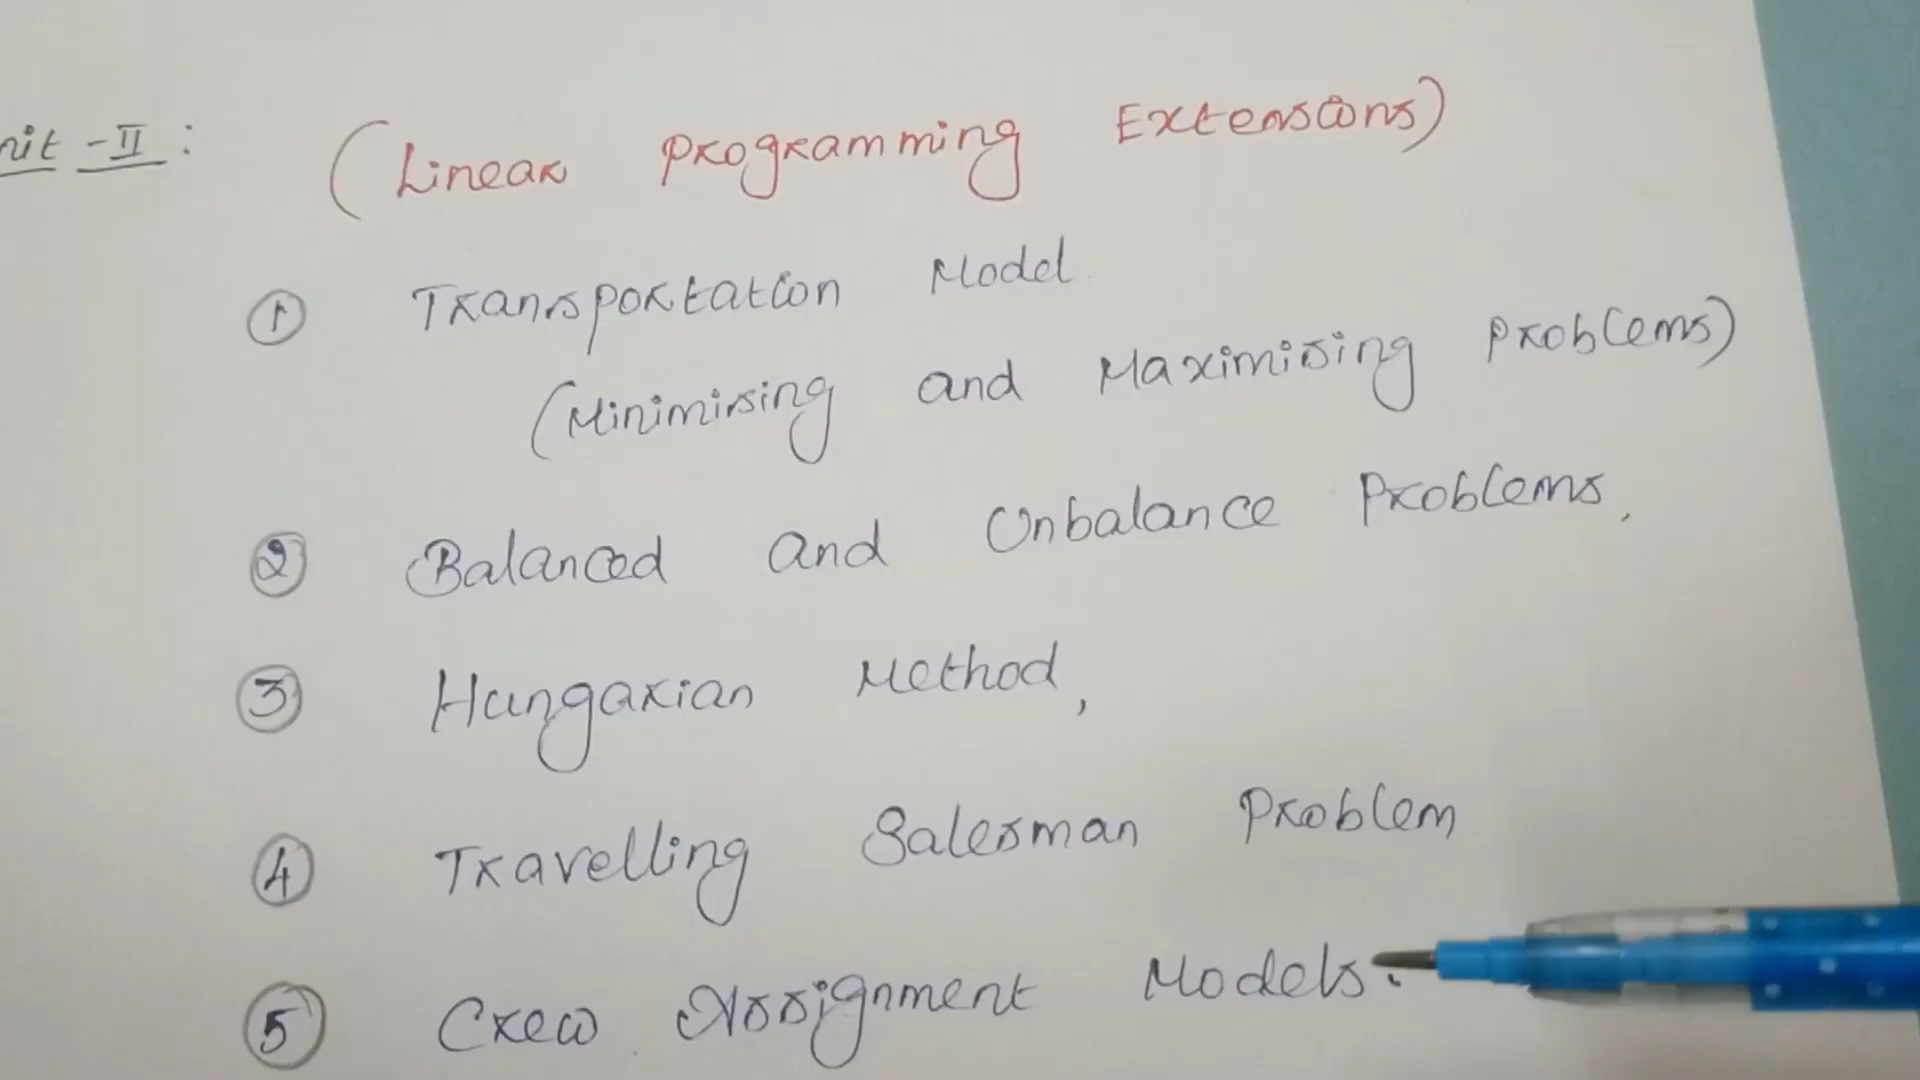 nit - II : (Linear Programming Extensions)
① Transportation Model
(Minimising and Maximising Problems)
② Balanced and Unbalance Problems,
③ Hungarian Method,
④ Travelling Salesman Problem
⑤ Crew Assignment Models.